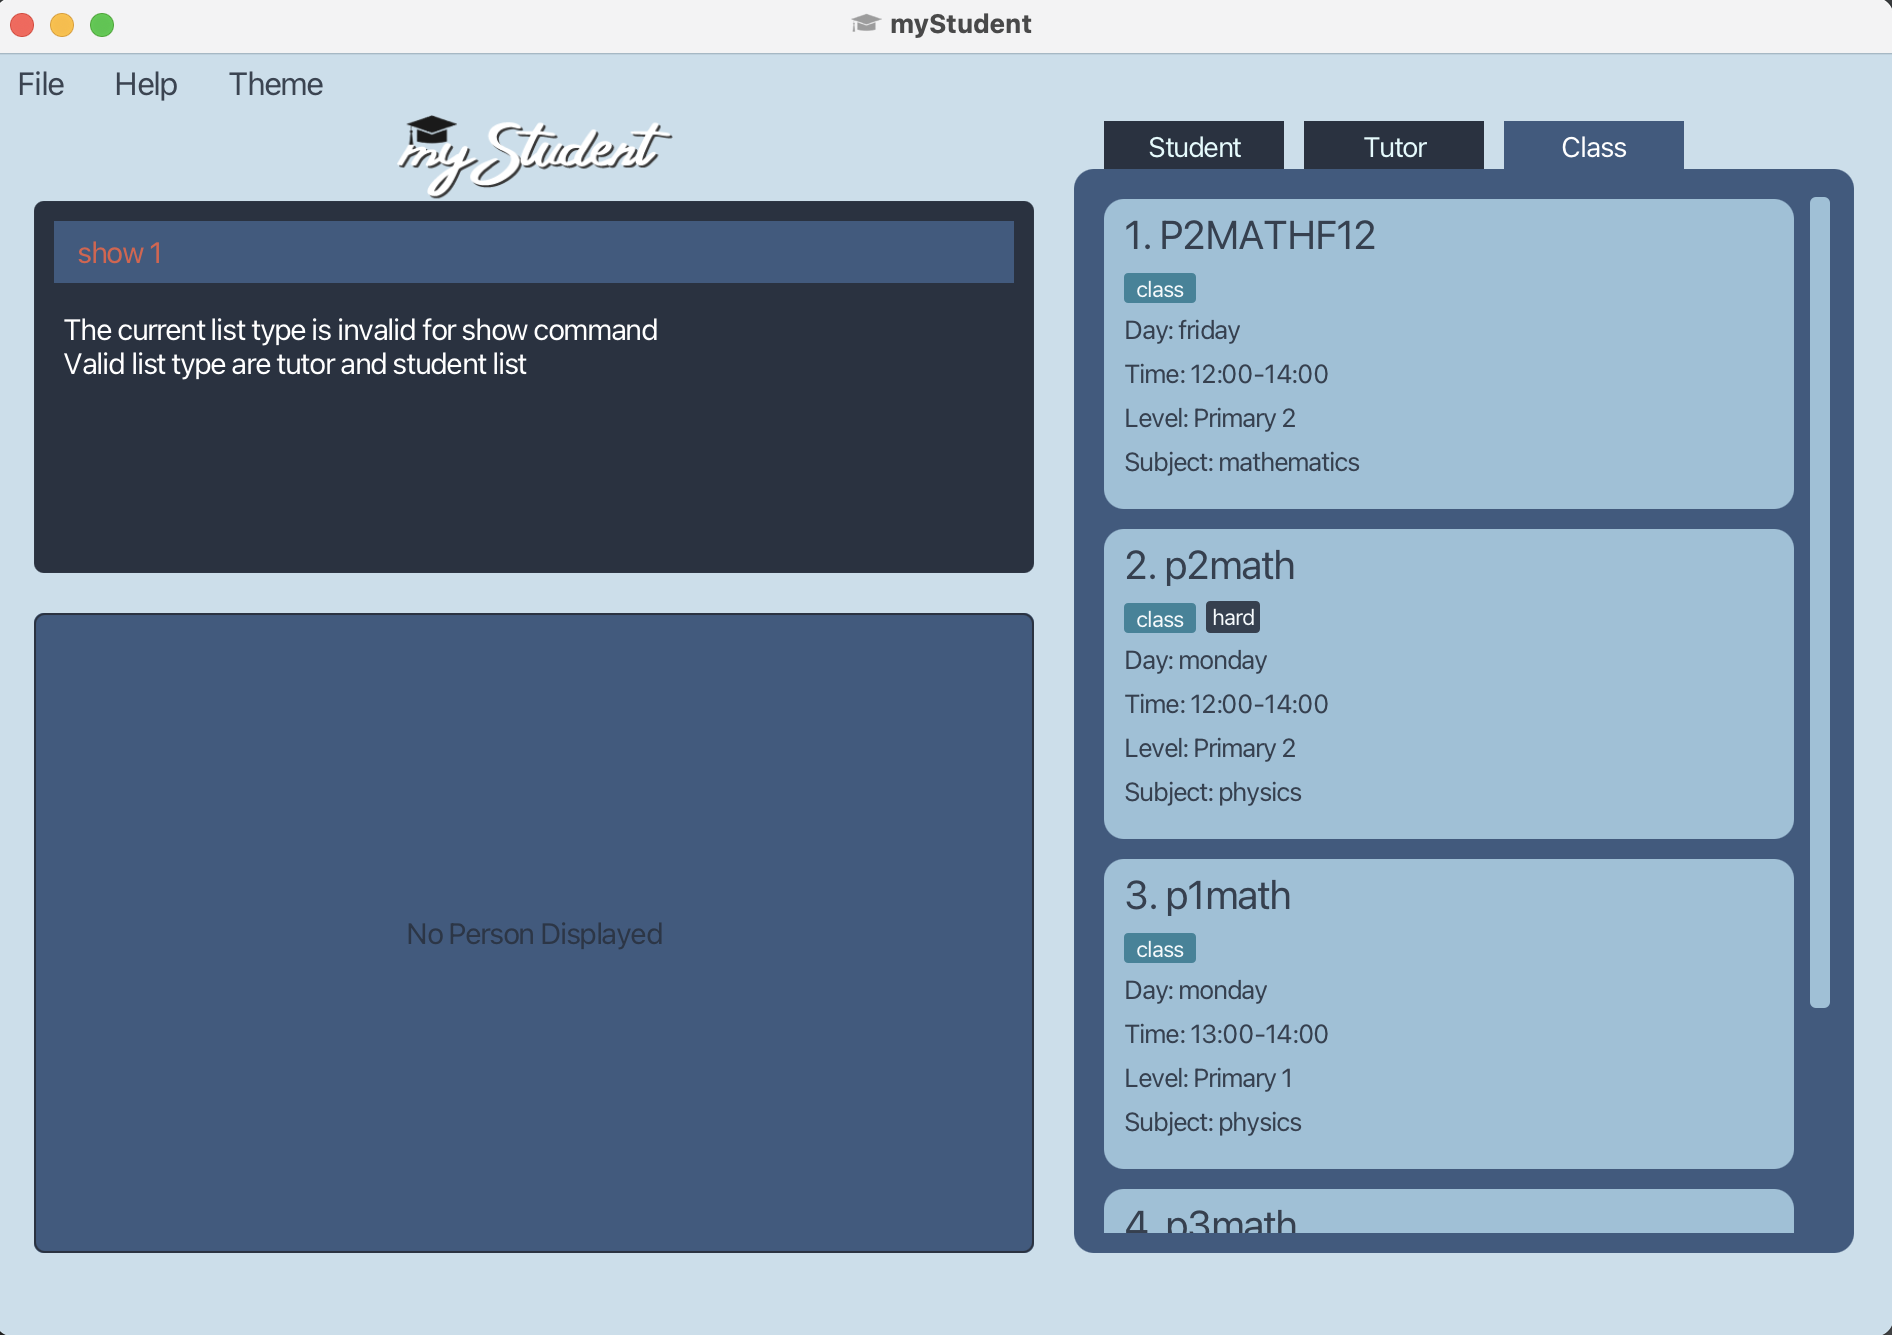 myStudent
File Help Theme
my Student
show 1
The current list type is invalid for show command
Valid list type are tutor and student list
No Person Displayed
Student Tutor Class
1. P2MATHF12
class
Day: friday
Time: 12:00-14:00
Level: Primary 2
Subject: mathematics
2. p2math
class hard
Day: monday
Time: 12:00-14:00
Level: Primary 2
Subject: physics
3. p1math
class
Day: monday
Time: 13:00-14:00
Level: Primary 1
Subject: physics
4. p3math